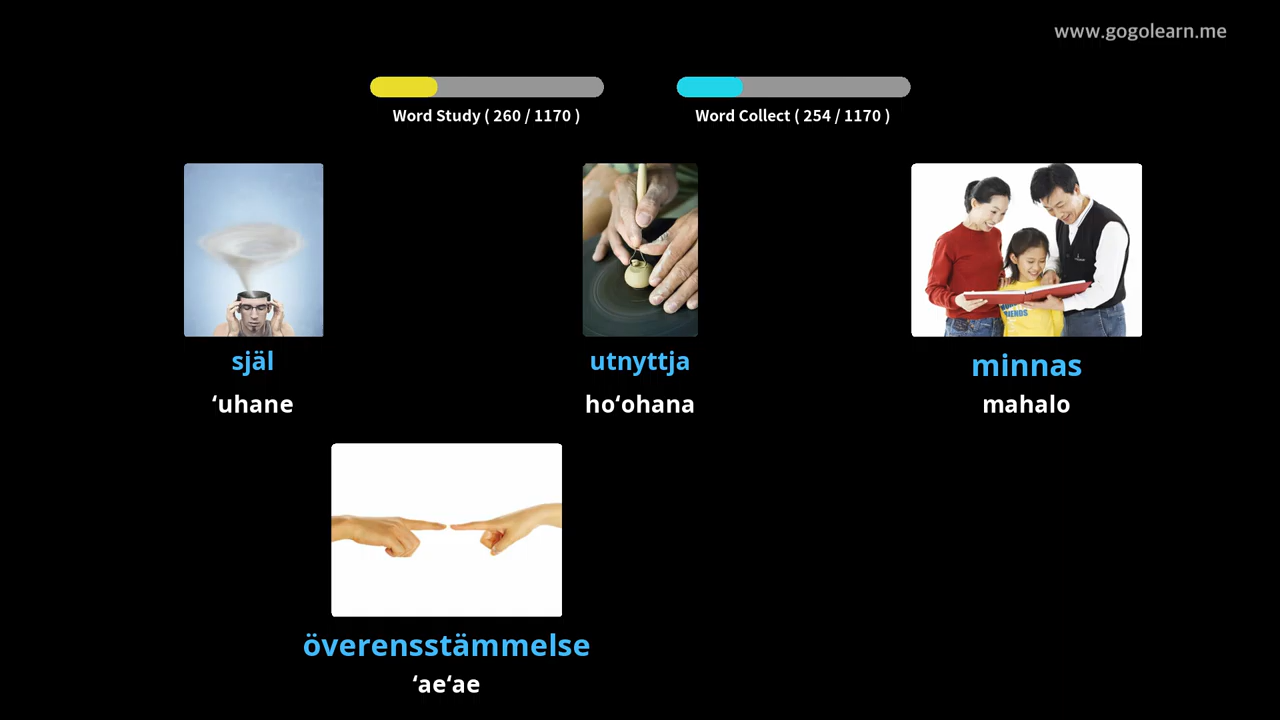 www.gogolearn.me
Word Study ( 260 / 1170 )
Word Collect ( 254 / 1170 )
själ
ʻuhane
utnyttja
hoʻohana
minnas
mahalo
överensstämmelse
ʻaeʻae